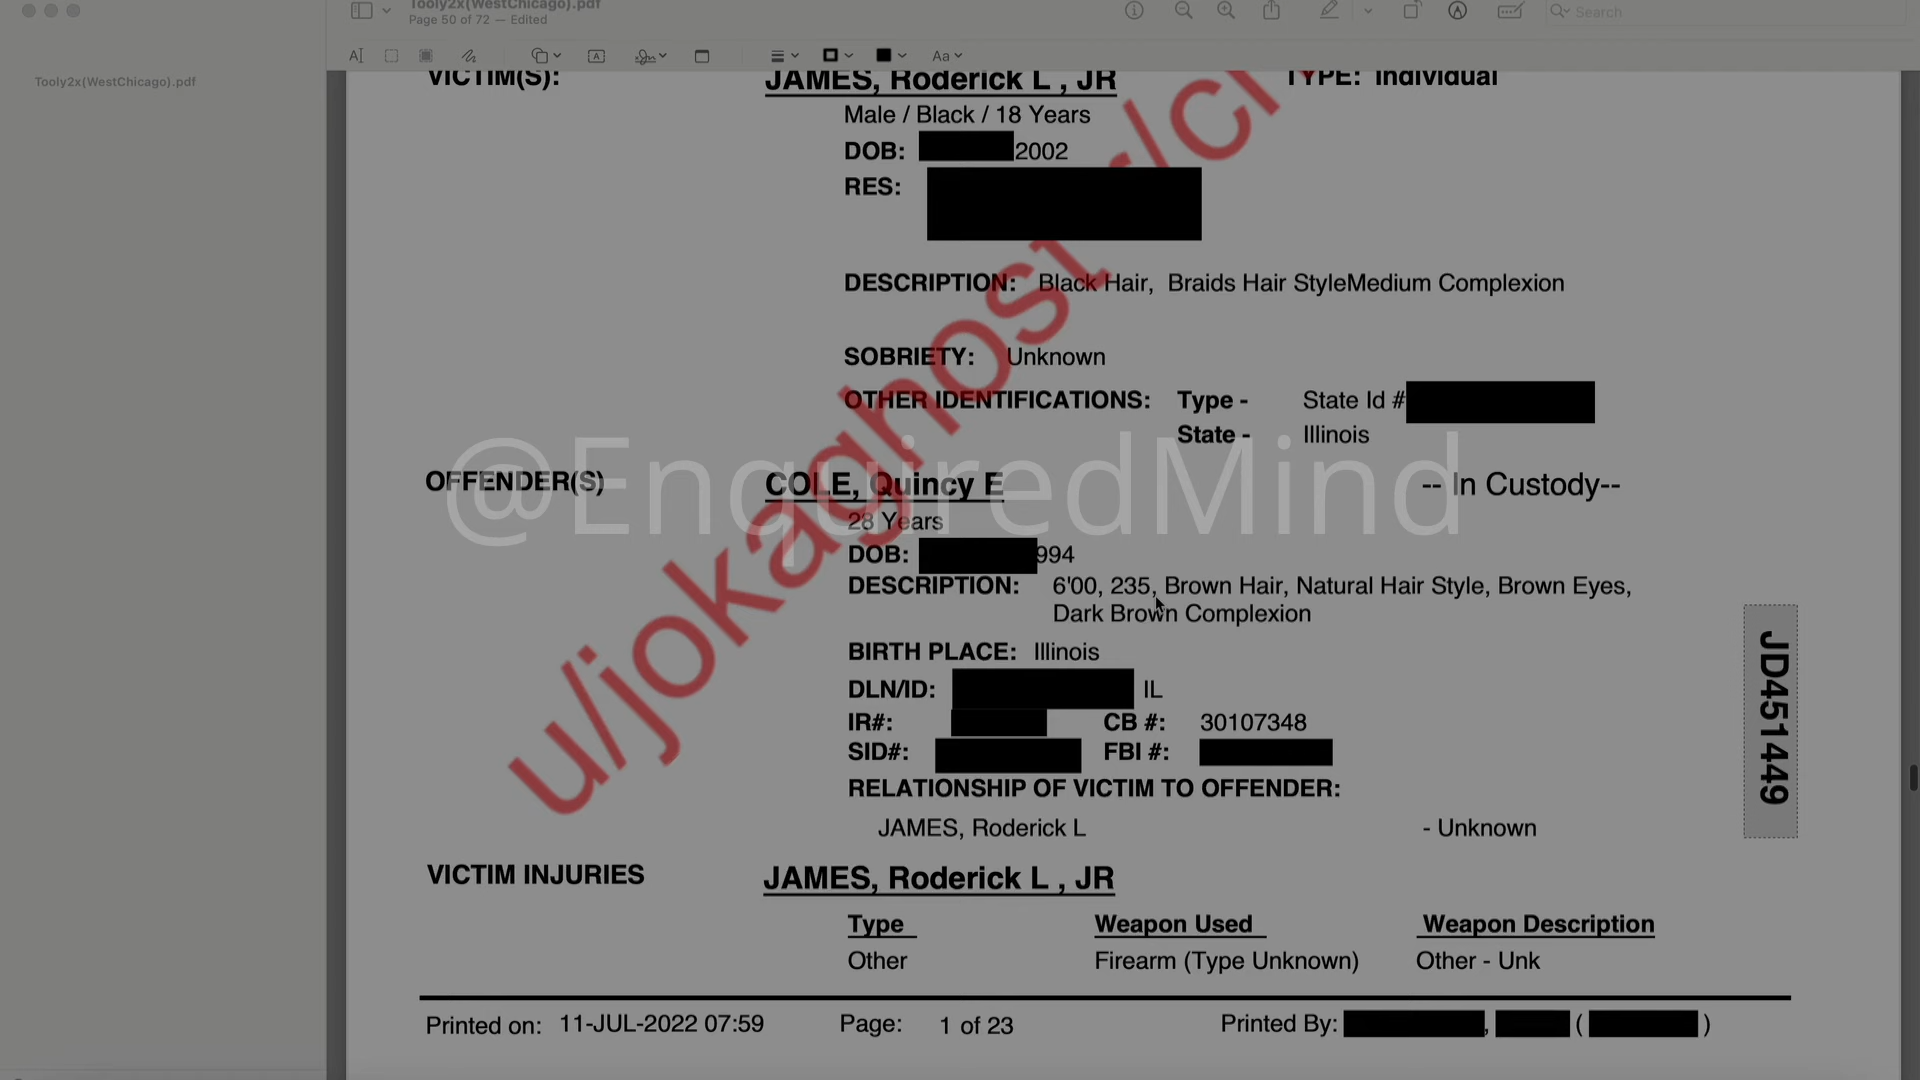 Tooly2x(WestChicago).pdf
Page 50 of 72 — Edited
Search
Aa
Tooly2x(WestChicago).pdf
VICTIM(S):
JAMES, Roderick L , JR
TYPE: Individual
Male / Black / 18 Years
DOB: 2002
RES:
DESCRIPTION: Black Hair, Braids Hair StyleMedium Complexion
SOBRIETY: Unknown
OTHER IDENTIFICATIONS: Type - State Id #
State - Illinois
@EnquiredMind
OFFENDER(S)
COLE, Quincy E
-- In Custody--
28 Years
DOB: 994
DESCRIPTION: 6'00, 235, Brown Hair, Natural Hair Style, Brown Eyes,
Dark Brown Complexion
BIRTH PLACE: Illinois
DLN/ID: IL
IR#: CB #: 30107348
SID#: FBI #:
RELATIONSHIP OF VICTIM TO OFFENDER:
JAMES, Roderick L - Unknown
JD451449
VICTIM INJURIES
JAMES, Roderick L , JR
Type Weapon Used Weapon Description
Other Firearm (Type Unknown) Other - Unk
Printed on: 11-JUL-2022 07:59 Page: 1 of 23 Printed By: , ( )